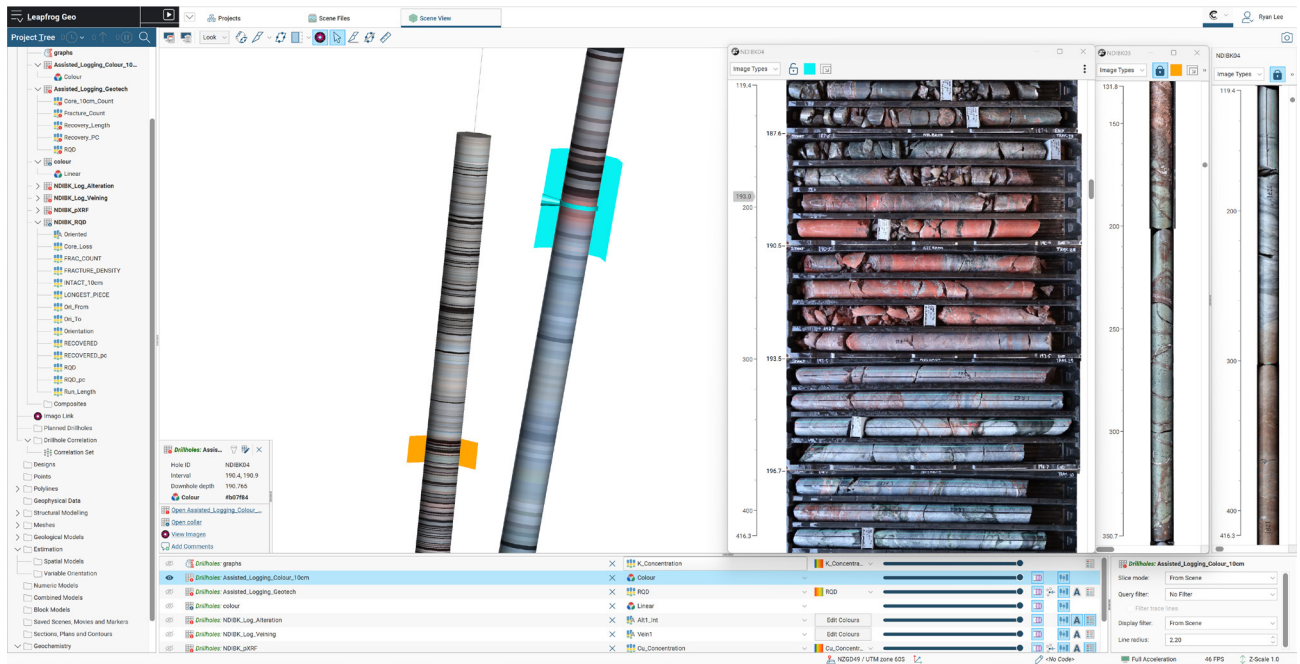 Leapfrog Geo
Projects
Scene Files
Scene View
Ryan Lee
Project Tree
Look
graphs
Assisted_Logging_Colour_10...
Colour
Assisted_Logging_Geotech
Core_10cm_Count
Fracture_Count
Recovery_Length
Recovery_PC
RQD
colour
Linear
NDIBK_Log_Alteration
NDIBK_Log_Veining
NDIBK_pXRF
NDIBK_RQD
Oriented
Core_Loss
FRAC_COUNT
FRACTURE_DENSITY
INTACT_10cm
LONGEST_PIECE
Ori_From
Ori_To
Orientation
RECOVERED
RECOVERED_pc
RQD
RQD_pc
Run_Length
Composites
Imago Link
Planned Drillholes
Drillhole Correlation
Correlation Set
Designs
Points
Polylines
Geophysical Data
Structural Modelling
Meshes
Geological Models
Estimation
Spatial Models
Variable Orientation
Numeric Models
Combined Models
Block Models
Saved Scenes, Movies and Markers
Sections, Plans and Contours
Geochemistry
Drillholes: Assis...
Hole ID NDIBK04
Interval 190.4, 190.9
Downhole depth 190.766
Colour #b07f84
Open Assisted_Logging_Colour_...
Open collar
View Images
Add Comments
NDIBK04
Image Types
119.4
187.6
190.0
200
190.5
300
193.5
196.7
400
416.3
NDIBK03
Image Types
131.8
150
200
250
300
350.7
NDIBK04
Image Types
119.4
200
300
400
416.3
Drillholes: graphs K_Concentration K_Concentra...
Drillholes: Assisted_Logging_Colour_10cm Colour
Drillholes: Assisted_Logging_Geotech RQD RQD
Drillholes: colour Linear
Drillholes: NDIBK_Log_Alteration Alt1_Int Edit Colours
Drillholes: NDIBK_Log_Veining Vein1 Edit Colours
Drillholes: NDIBK_pXRF Cu_Concentration Cu_Concentra...
Drillholes: Assisted_Logging_Colour_10cm
Slice mode: From Scene
Query filter: No Filter
Filter trace lines
Display filter: From Scene
Line radius: 2.20
NZGD49 / UTM zone 60S
<No Code>
Full Acceleration
46 FPS
Z-Scale 1.0